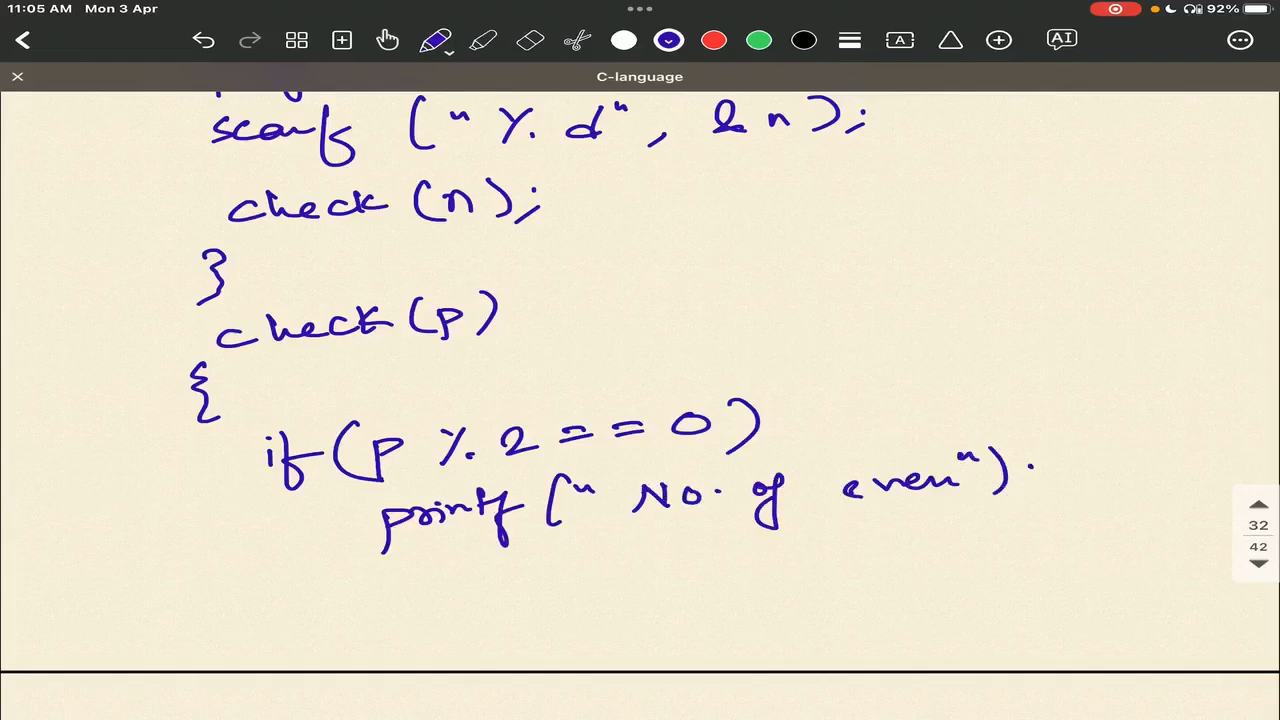 11:05 AM Mon 3 Apr
92%
AI
C-language
scanf ("%d", &n);
check (n);
}
check (p)
{
if (p % 2 == 0)
printf (" No. of even").
32
42